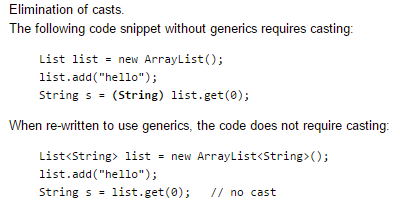 Elimination of casts.
The following code snippet without generics requires casting:
List list = new ArrayList();
list.add("hello");
String s = (String) list.get(0);
When re-written to use generics, the code does not require casting:
List<String> list = new ArrayList<String>();
list.add("hello");
String s = list.get(0);   // no cast